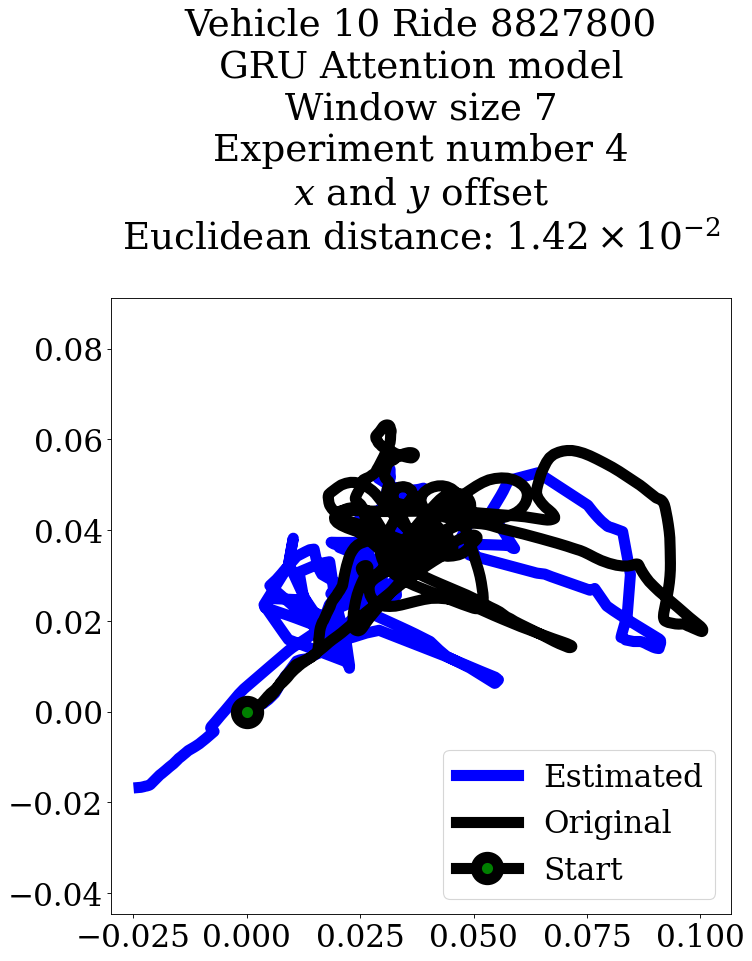 Vehicle 10 Ride 8827800
GRU Attention model
Window size 7
Experiment number 4
x and y offset
Euclidean distance: 1.42 × 10⁻²
0.08
0.06
0.04
0.02
0.00
−0.02
−0.04
Estimated
Original
Start
−0.025 0.000 0.025 0.050 0.075 0.100